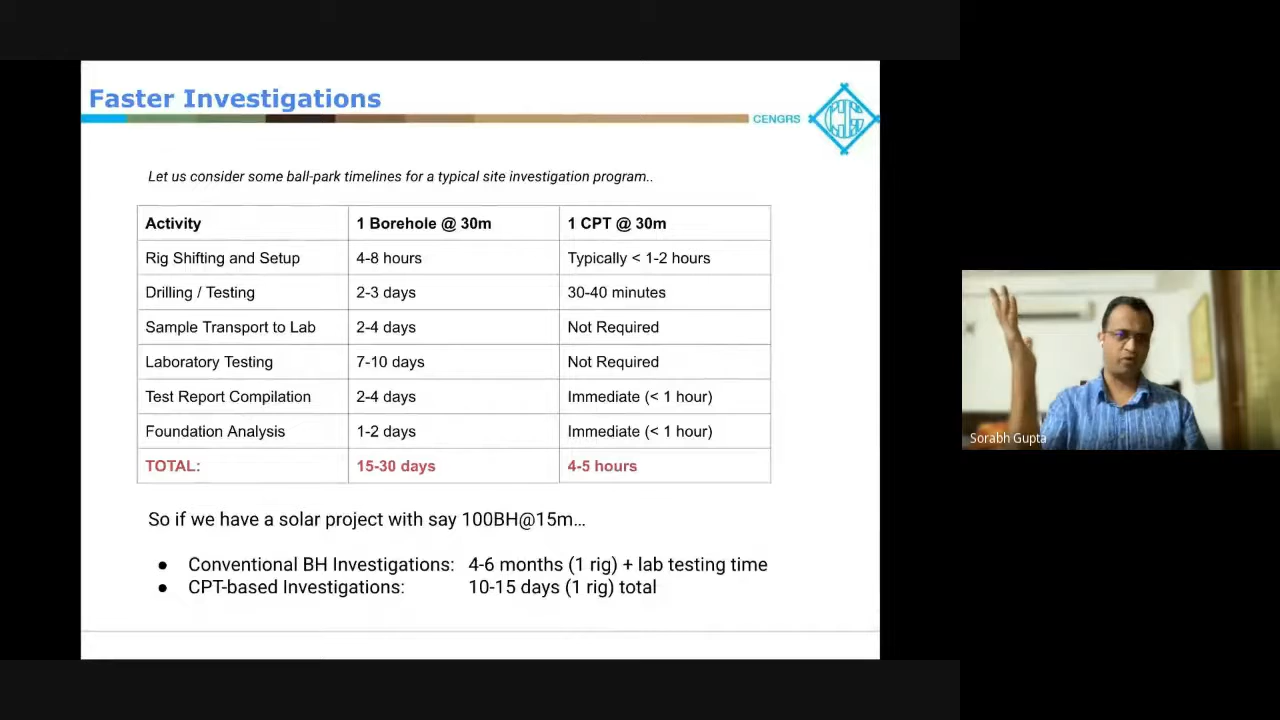 Faster Investigations
CENGRS
Let us consider some ball-park timelines for a typical site investigation program..
Activity 1 Borehole @ 30m 1 CPT @ 30m
Rig Shifting and Setup 4-8 hours Typically < 1-2 hours
Drilling / Testing 2-3 days 30-40 minutes
Sample Transport to Lab 2-4 days Not Required
Laboratory Testing 7-10 days Not Required
Test Report Compilation 2-4 days Immediate (< 1 hour)
Foundation Analysis 1-2 days Immediate (< 1 hour)
TOTAL: 15-30 days 4-5 hours
So if we have a solar project with say 100BH@15m...
● Conventional BH Investigations: 4-6 months (1 rig) + lab testing time
● CPT-based Investigations: 10-15 days (1 rig) total
Sorabh Gupta